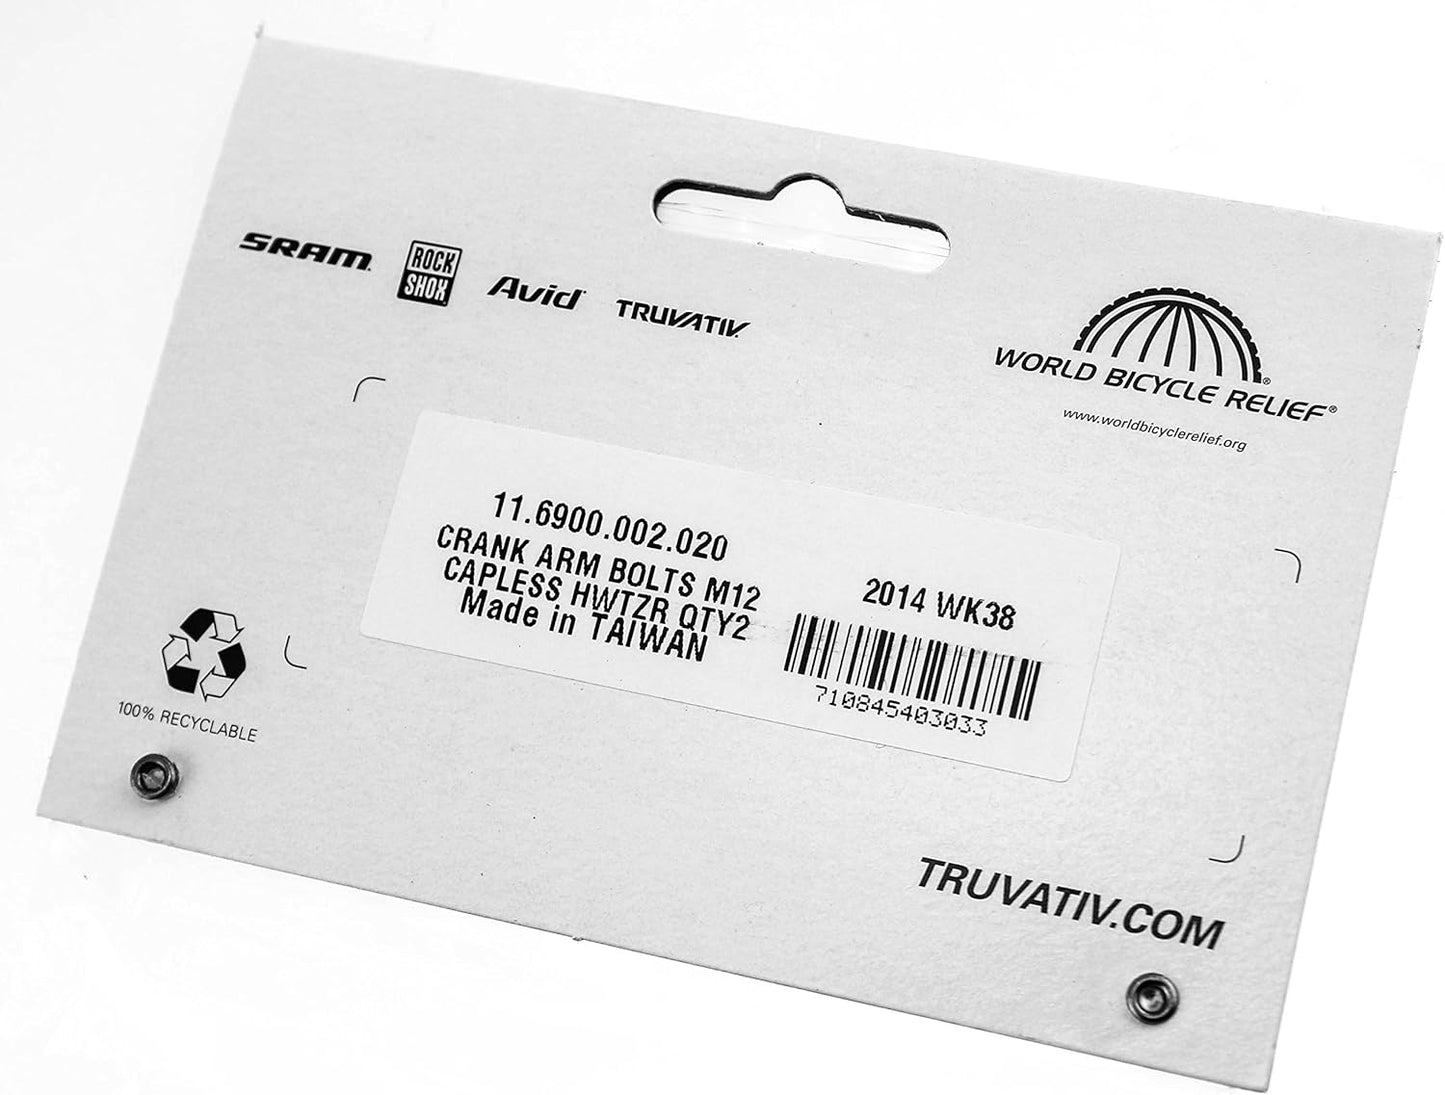 SRAM
ROCK
SHOX
Avid
TRUVATIV
WORLD BICYCLE RELIEF®
www.worldbicyclerelief.org
11.6900.002.020
CRANK ARM BOLTS M12
CAPLESS HWTZR QTY2
Made in TAIWAN
2014 WK38
710845403033
100% RECYCLABLE
TRUVATIV.COM